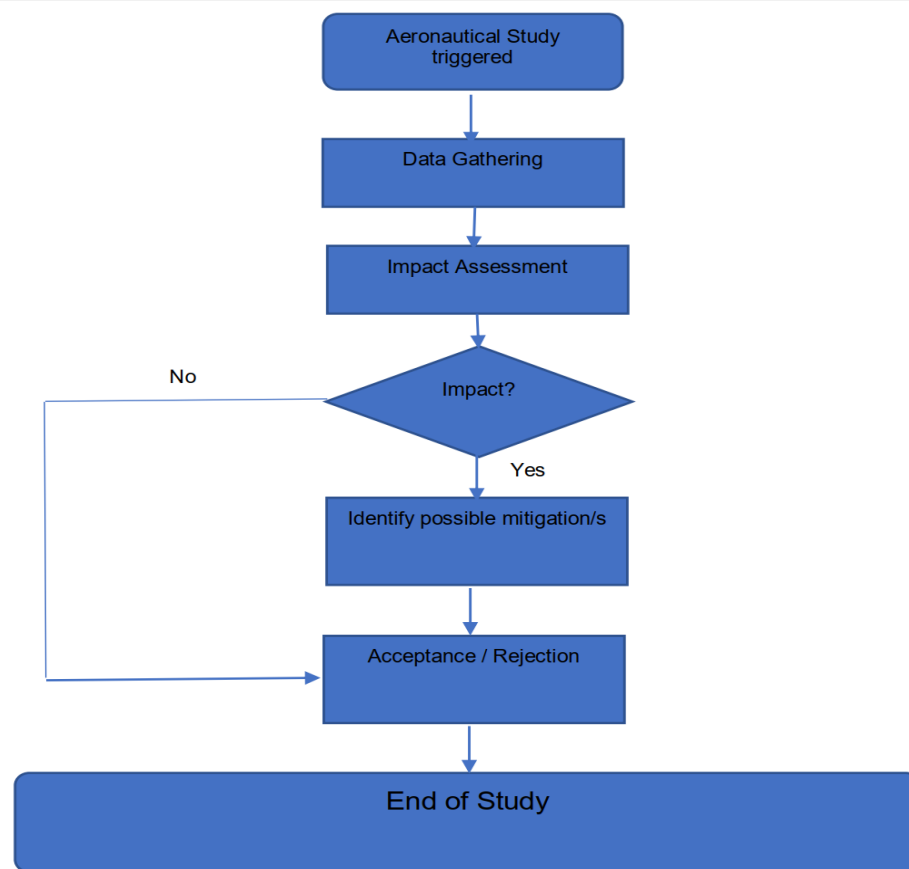 Aeronautical Study
triggered
Data Gathering
Impact Assessment
No
Impact?
Yes
Identify possible mitigation/s
Acceptance / Rejection
End of Study